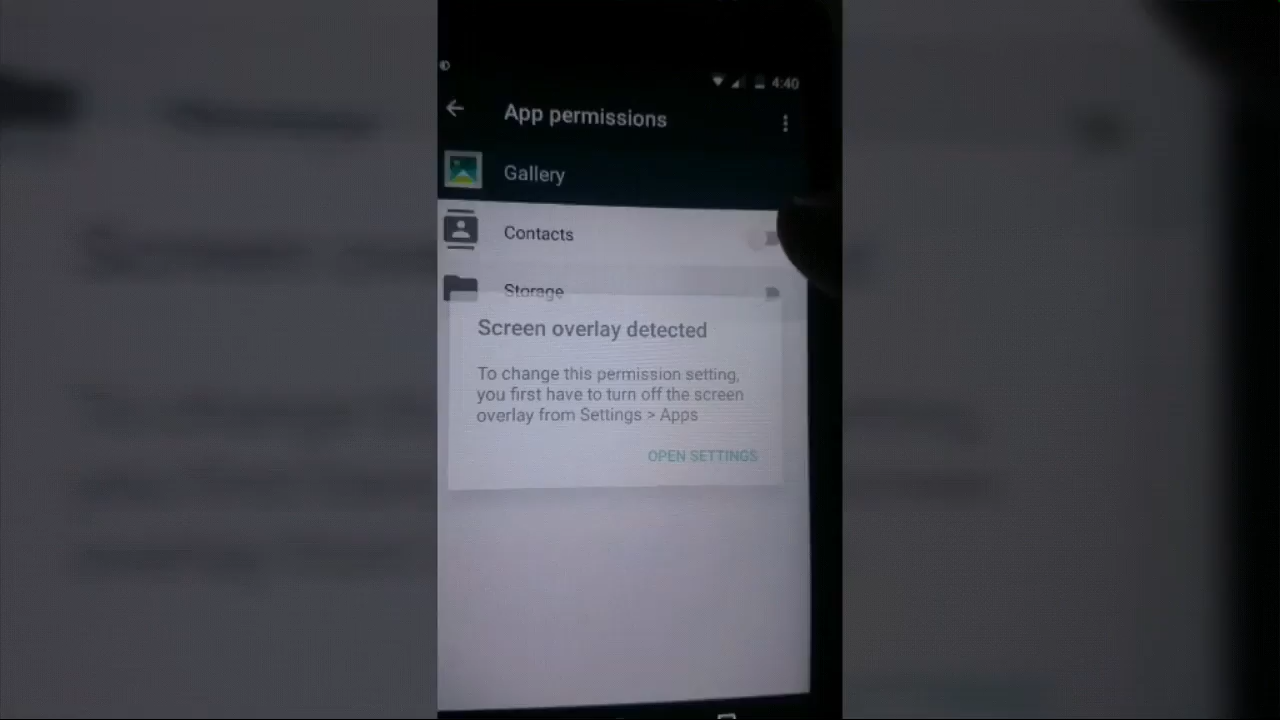 4:40
App permissions
Gallery
Contacts
Storage
Screen overlay detected
To change this permission setting,
you first have to turn off the screen
overlay from Settings > Apps
OPEN SETTINGS